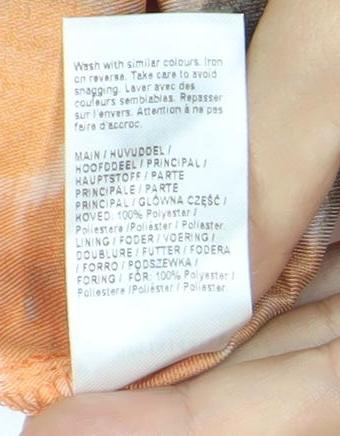 Wash with similar colours. Iron
on reverse. Take care to avoid
snagging. Laver avec des
couleurs semblables. Repasser
sur l'envers. Attention à ne pas
faire d'accroc.
MAIN / HUVUDDEL /
HOOFDDEEL / PRINCIPAL /
HAUPTSTOFF / PARTE
PRINCIPALE / PARTE
PRINCIPAL / GŁÓWNA CZĘŚĆ /
HOVED: 100% Polyester /
Poliestere /Poliéster / Poliester.
LINING / FODER / VOERING /
DOUBLURE / FUTTER / FODERA
/ FORRO / PODSZEWKA /
FORING / FÓR: 100% Polyester /
Poliestere /Poliéster / Poliester.